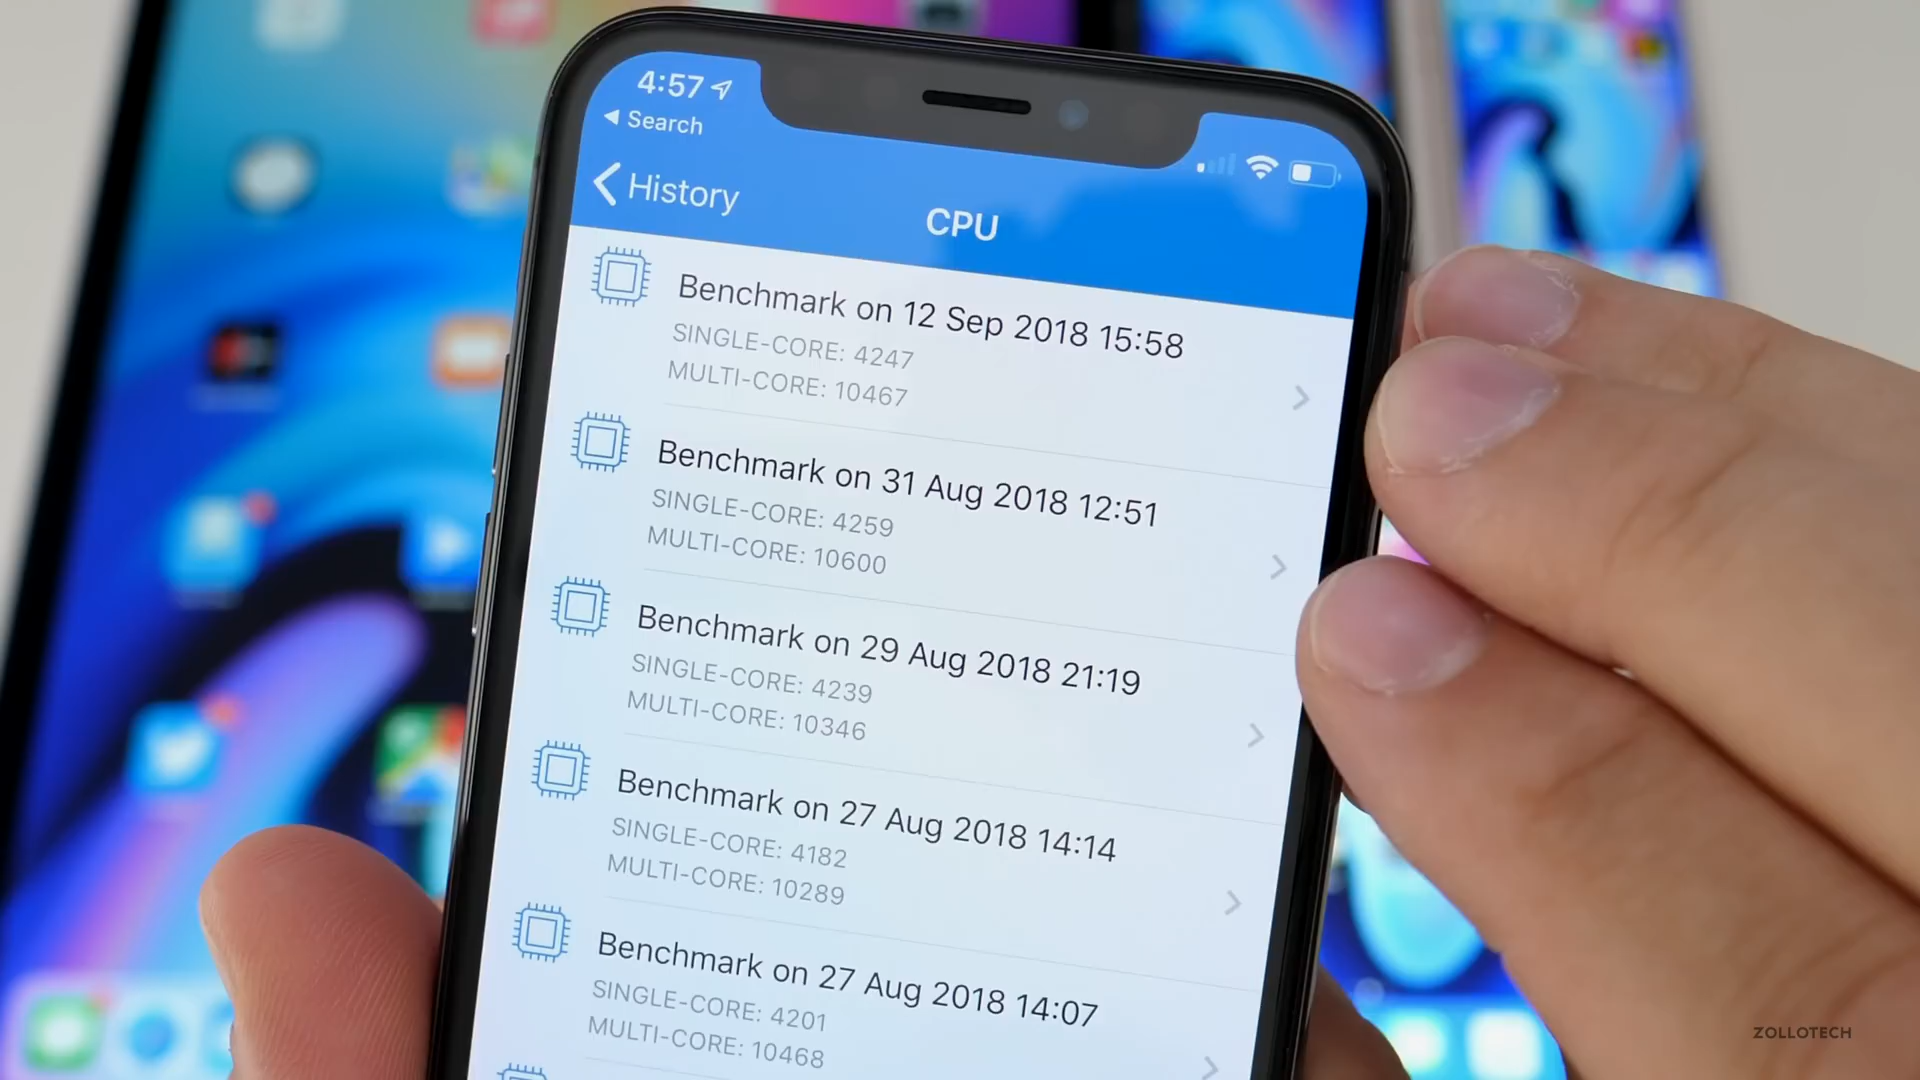 4:57
Search
History
CPU
Benchmark on 12 Sep 2018 15:58
SINGLE-CORE: 4247
MULTI-CORE: 10467
Benchmark on 31 Aug 2018 12:51
SINGLE-CORE: 4259
MULTI-CORE: 10600
Benchmark on 29 Aug 2018 21:19
SINGLE-CORE: 4239
MULTI-CORE: 10346
Benchmark on 27 Aug 2018 14:14
SINGLE-CORE: 4182
MULTI-CORE: 10289
Benchmark on 27 Aug 2018 14:07
SINGLE-CORE: 4201
MULTI-CORE: 10468
ZOLLOTECH